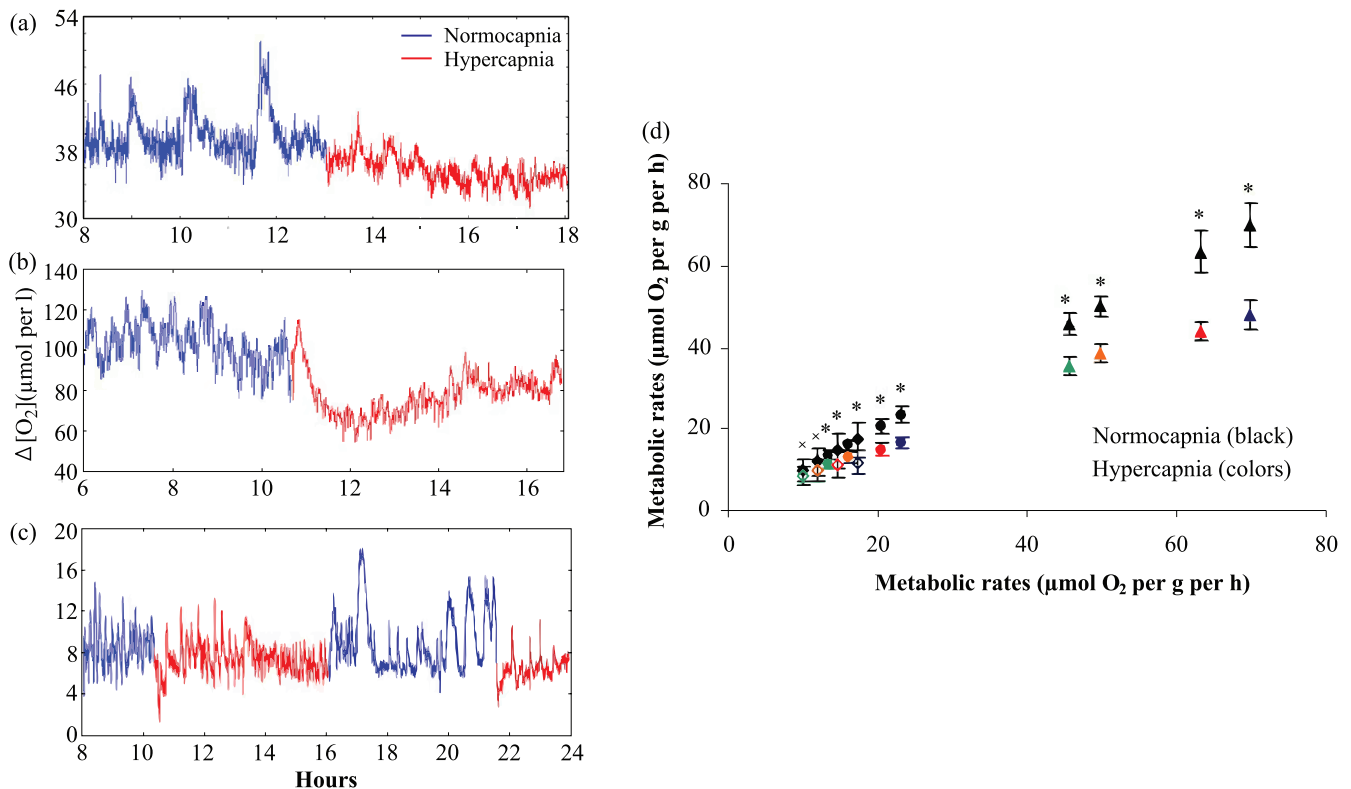 (a)
54
46
38
30
Normocapnia
Hypercapnia
8 10 12 14 16 18
(b)
140
120
100
80
60
40
Δ[O₂](μmol per l)
6 8 10 12 14 16
(c)
20
16
12
8
4
0
8 10 12 14 16 18 20 22 24
Hours
(d)
Metabolic rates (μmol O₂ per g per h)
80
60
40
20
0
* * * *
× × * * * * *
Normocapnia (black)
Hypercapnia (colors)
0 20 40 60 80
Metabolic rates (μmol O₂ per g per h)